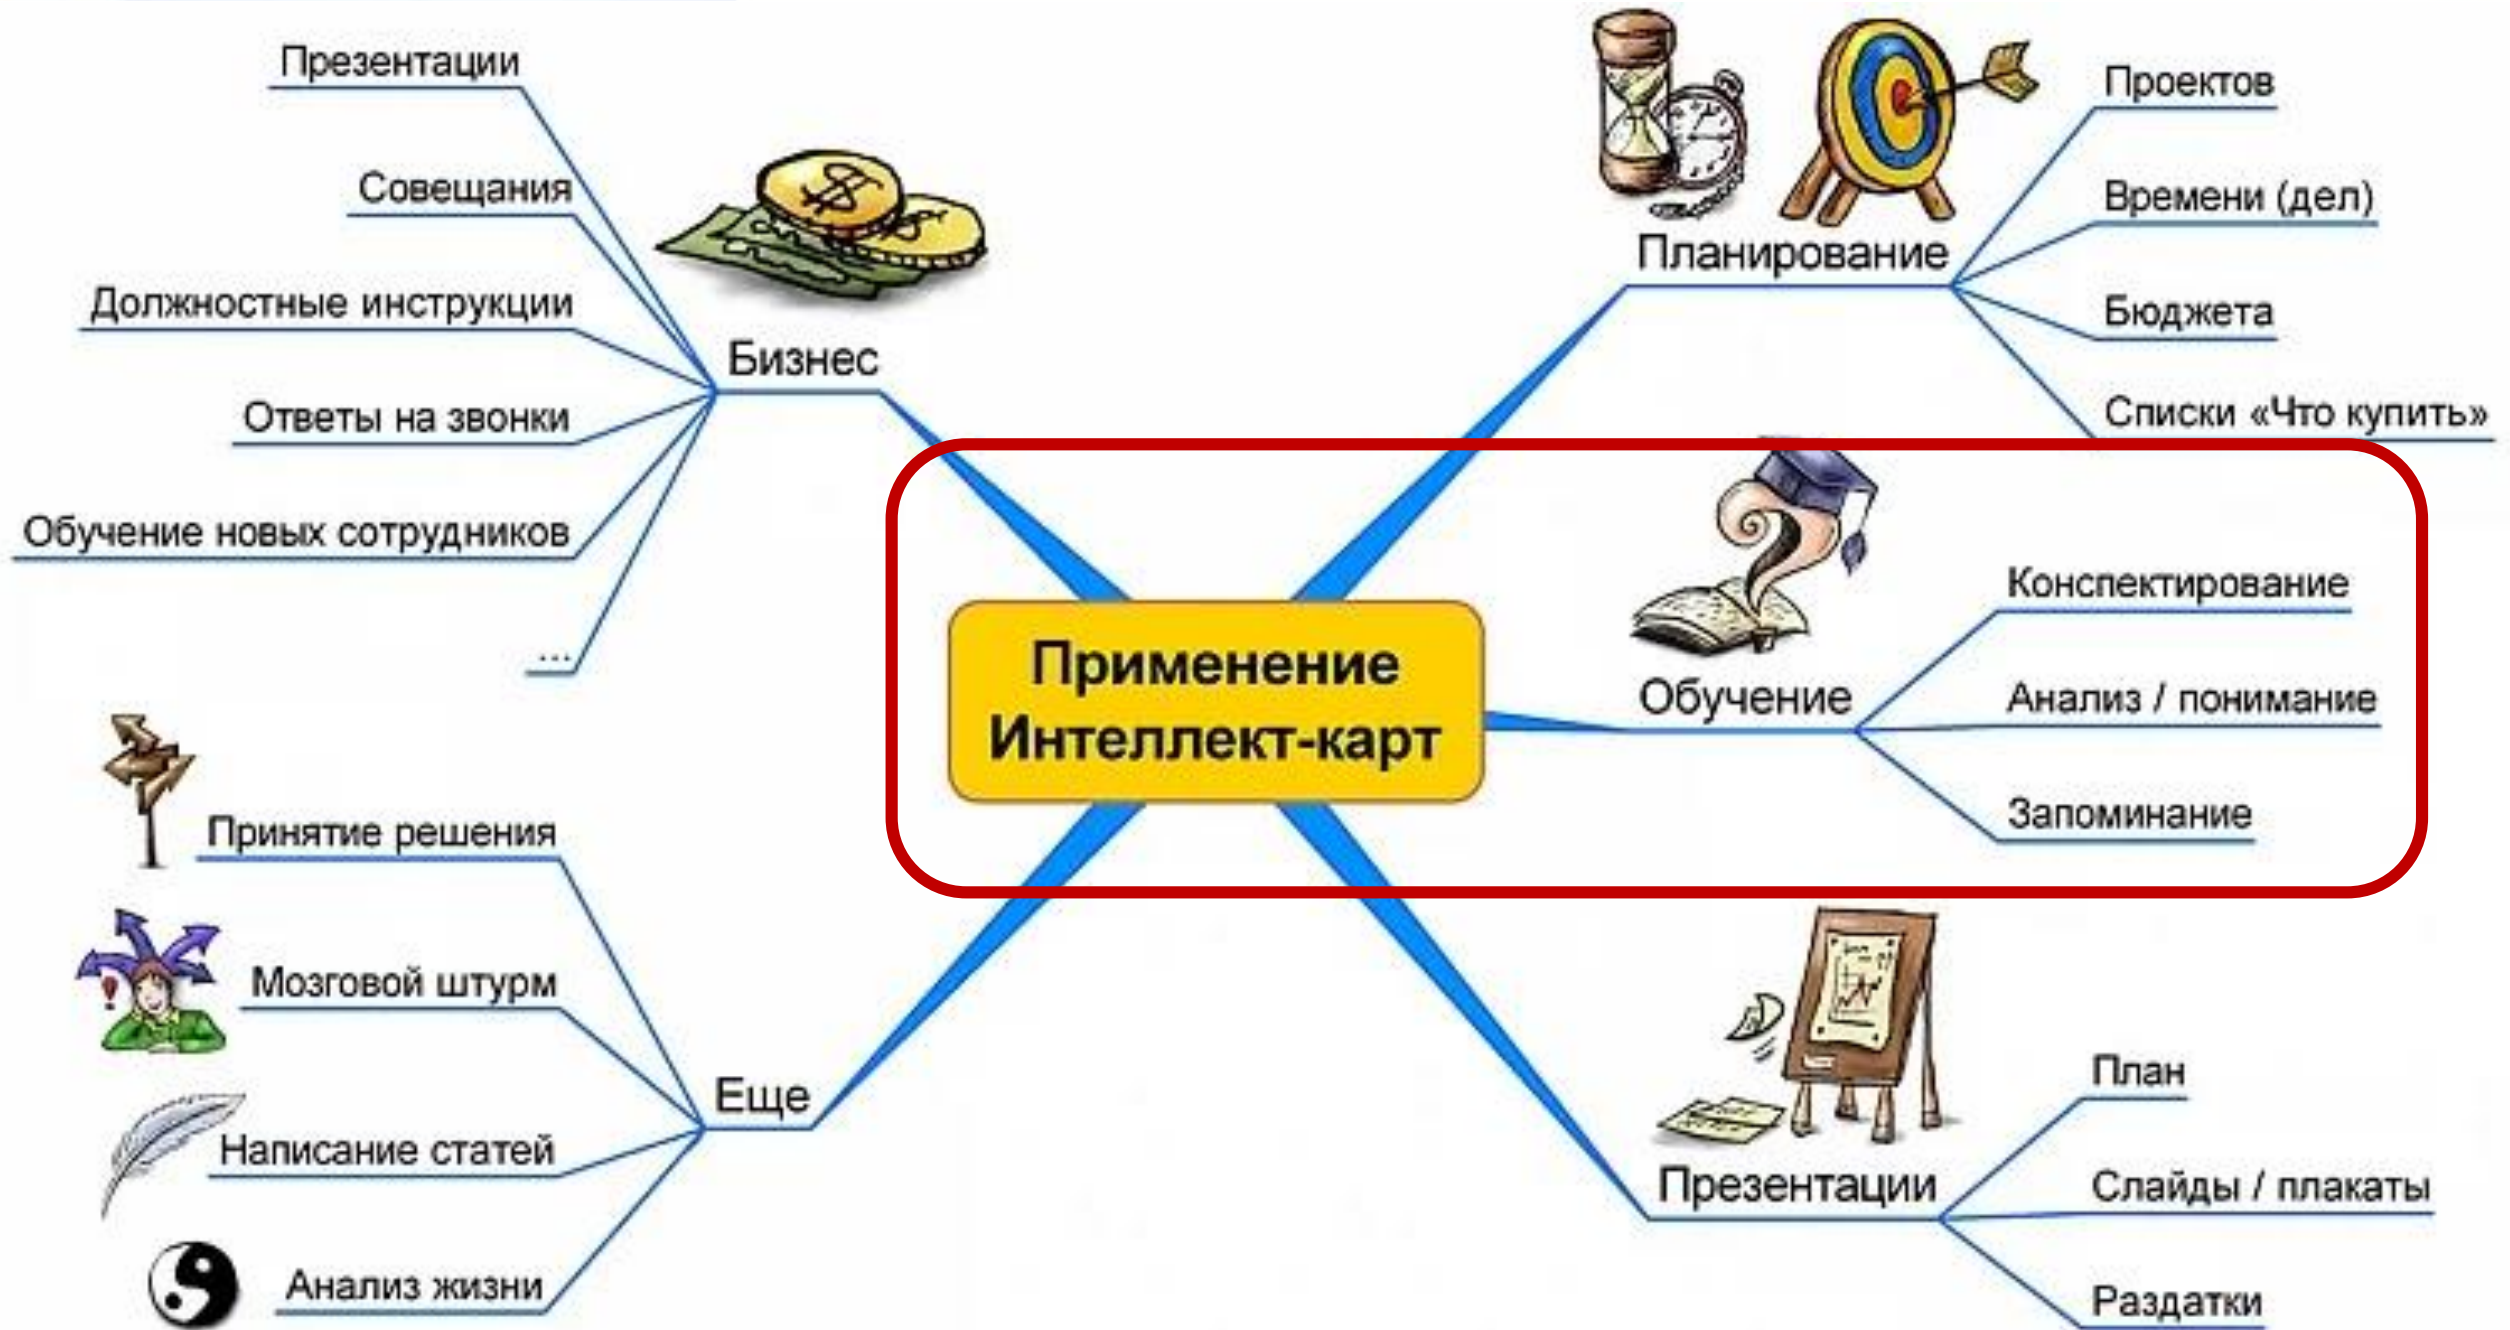 Презентации
Совещания
Должностные инструкции
Ответы на звонки
Обучение новых сотрудников
...
Бизнес
Планирование
Проектов
Времени (дел)
Бюджета
Списки «Что купить»
Применение
Интеллект-карт
Обучение
Конспектирование
Анализ / понимание
Запоминание
Принятие решения
Мозговой штурм
Написание статей
Анализ жизни
Еще
Презентации
План
Слайды / плакаты
Раздатки